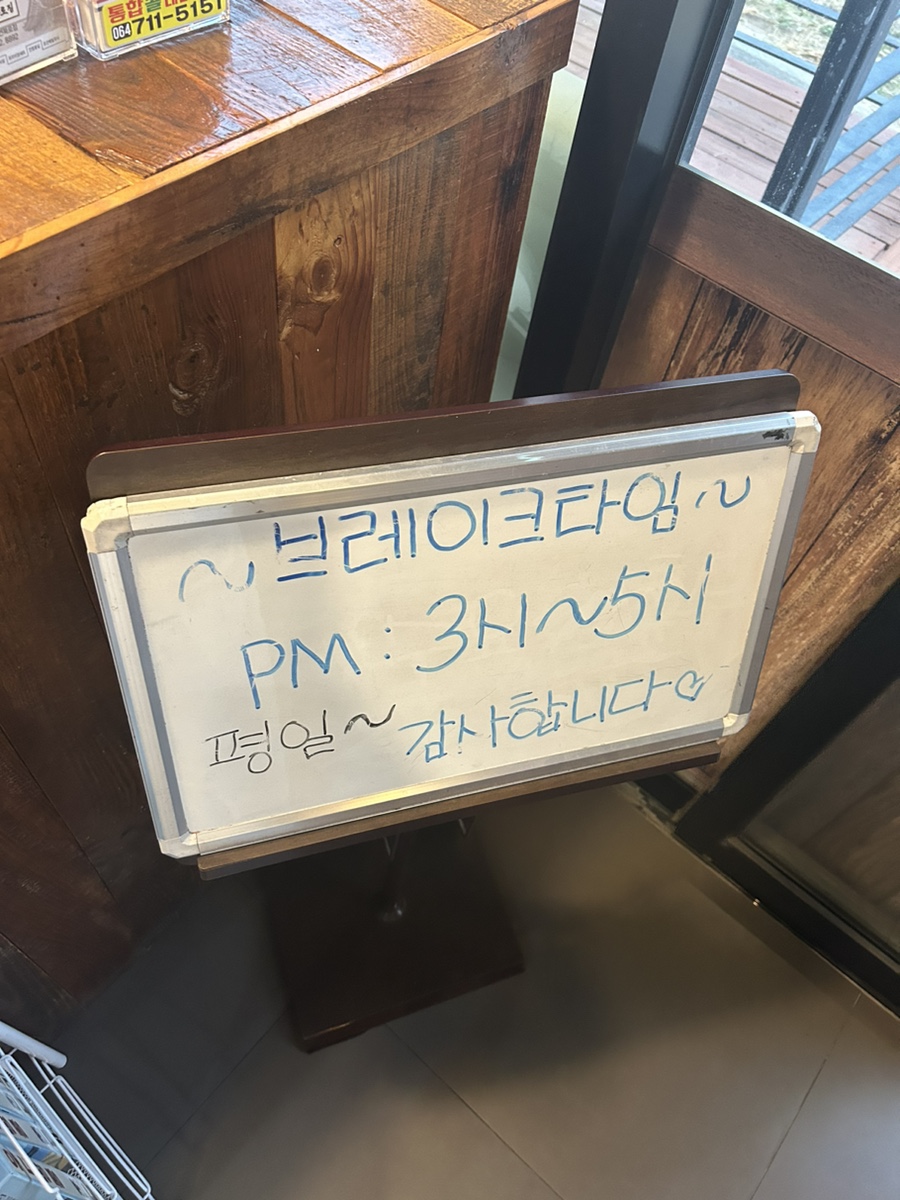 통합콜
064 711-5151
~브레이크타임~
PM : 3시~5시
평일~ 감사합니다♡